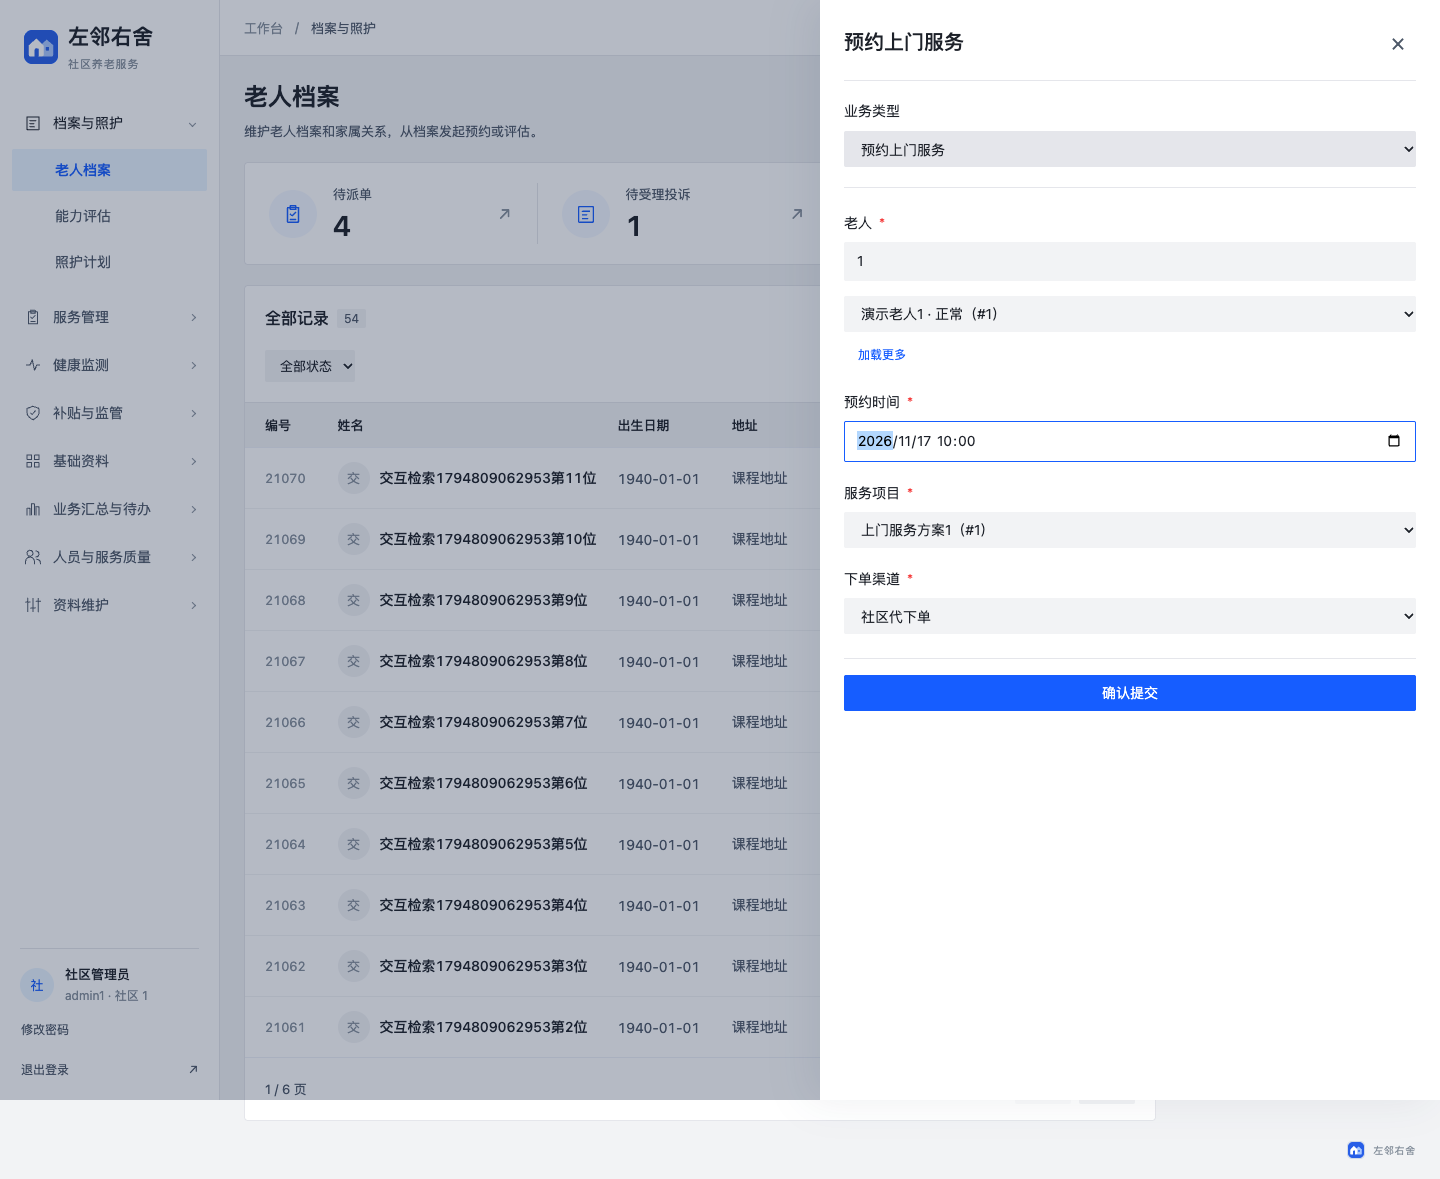 左邻右舍
社区养老服务
档案与照护
老人档案
能力评估
照护计划
服务管理
健康监测
补贴与监管
基础资料
业务汇总与待办
人员与服务质量
资料维护
社
社区管理员
admin1 · 社区 1
修改密码
退出登录
工作台 / 档案与照护
老人档案
维护老人档案和家属关系，从档案发起预约或评估。
待派单
4
待受理投诉
1
全部记录 54
全部状态
编号 姓名 出生日期 地址
21070 交 交互检索1794809062953第11位 1940-01-01 课程地址
21069 交 交互检索1794809062953第10位 1940-01-01 课程地址
21068 交 交互检索1794809062953第9位 1940-01-01 课程地址
21067 交 交互检索1794809062953第8位 1940-01-01 课程地址
21066 交 交互检索1794809062953第7位 1940-01-01 课程地址
21065 交 交互检索1794809062953第6位 1940-01-01 课程地址
21064 交 交互检索1794809062953第5位 1940-01-01 课程地址
21063 交 交互检索1794809062953第4位 1940-01-01 课程地址
21062 交 交互检索1794809062953第3位 1940-01-01 课程地址
21061 交 交互检索1794809062953第2位 1940-01-01 课程地址
1 / 6 页
预约上门服务
业务类型
预约上门服务
老人 *
1
演示老人1 · 正常（#1）
加载更多
预约时间 *
2026/11/17 10:00
服务项目 *
上门服务方案1（#1）
下单渠道 *
社区代下单
确认提交
左邻右舍